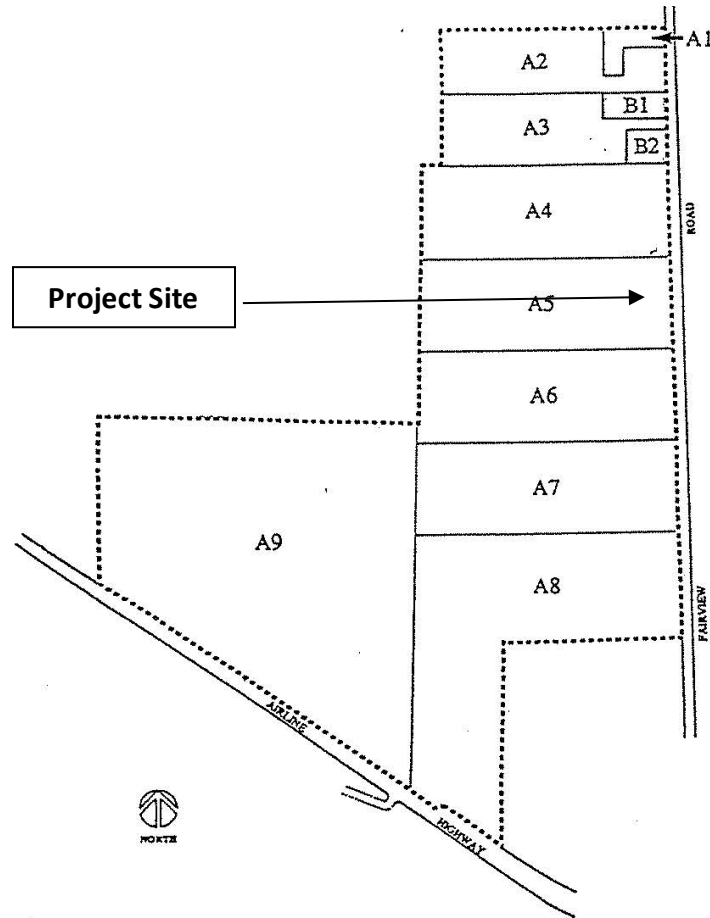 A1
A2
B1
A3
B2
A4
ROAD
Project Site
A5
A6
A7
A9
A8
FAIRVIEW
AIRLINE
HIGHWAY
NORTH